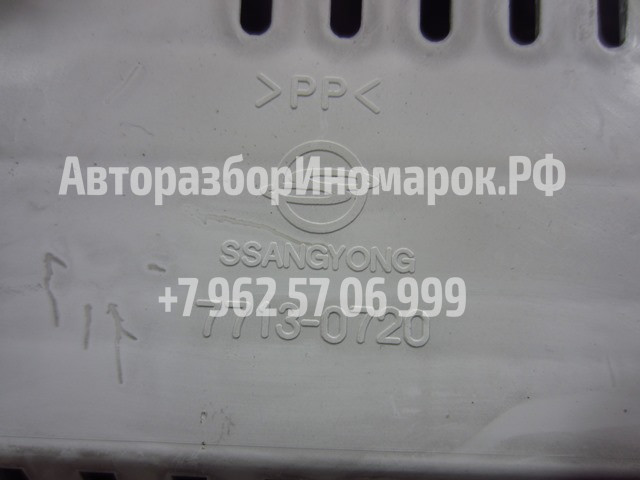 >PP<
АвторазборИномарок.РФ
SSANGYONG
+7 962 57 06 999
7713-0720